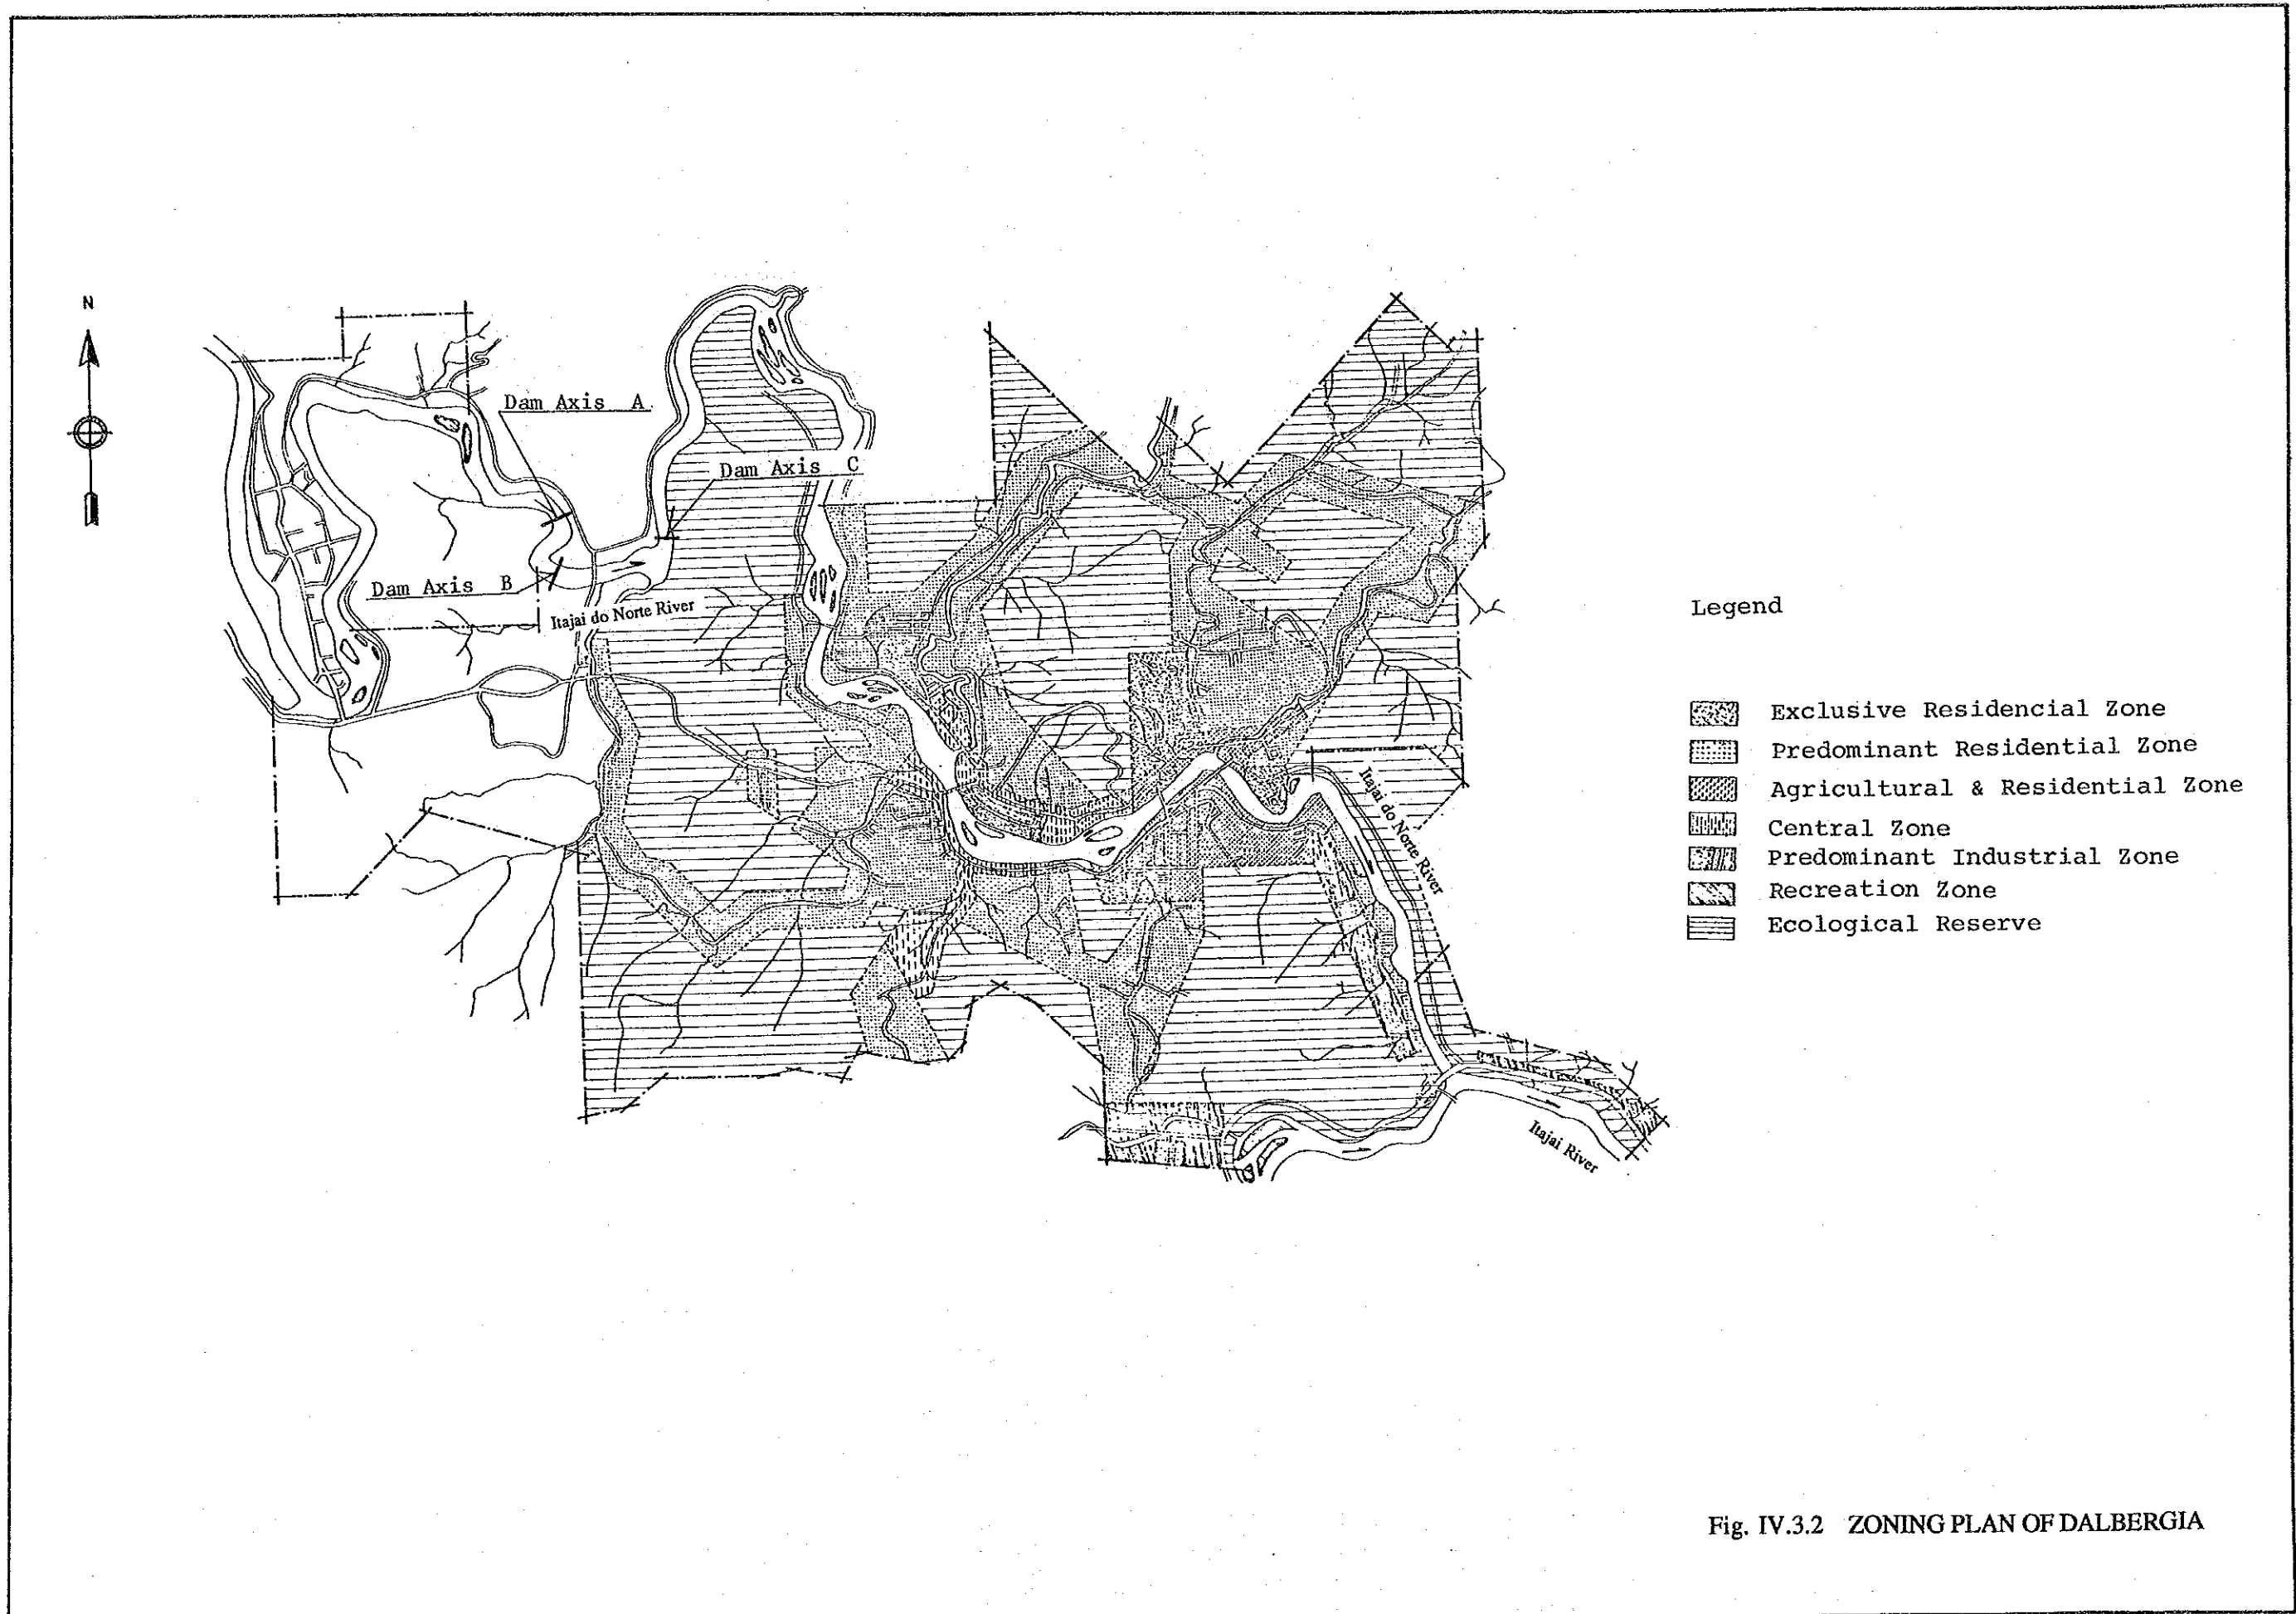 N
Dam Axis A
Dam Axis C
Dam Axis B
Itajai do Norte River
Itajai do Norte River
Itajai River
Legend
Exclusive Residencial Zone
Predominant Residential Zone
Agricultural & Residential Zone
Central Zone
Predominant Industrial Zone
Recreation Zone
Ecological Reserve
Fig. IV.3.2 ZONING PLAN OF DALBERGIA